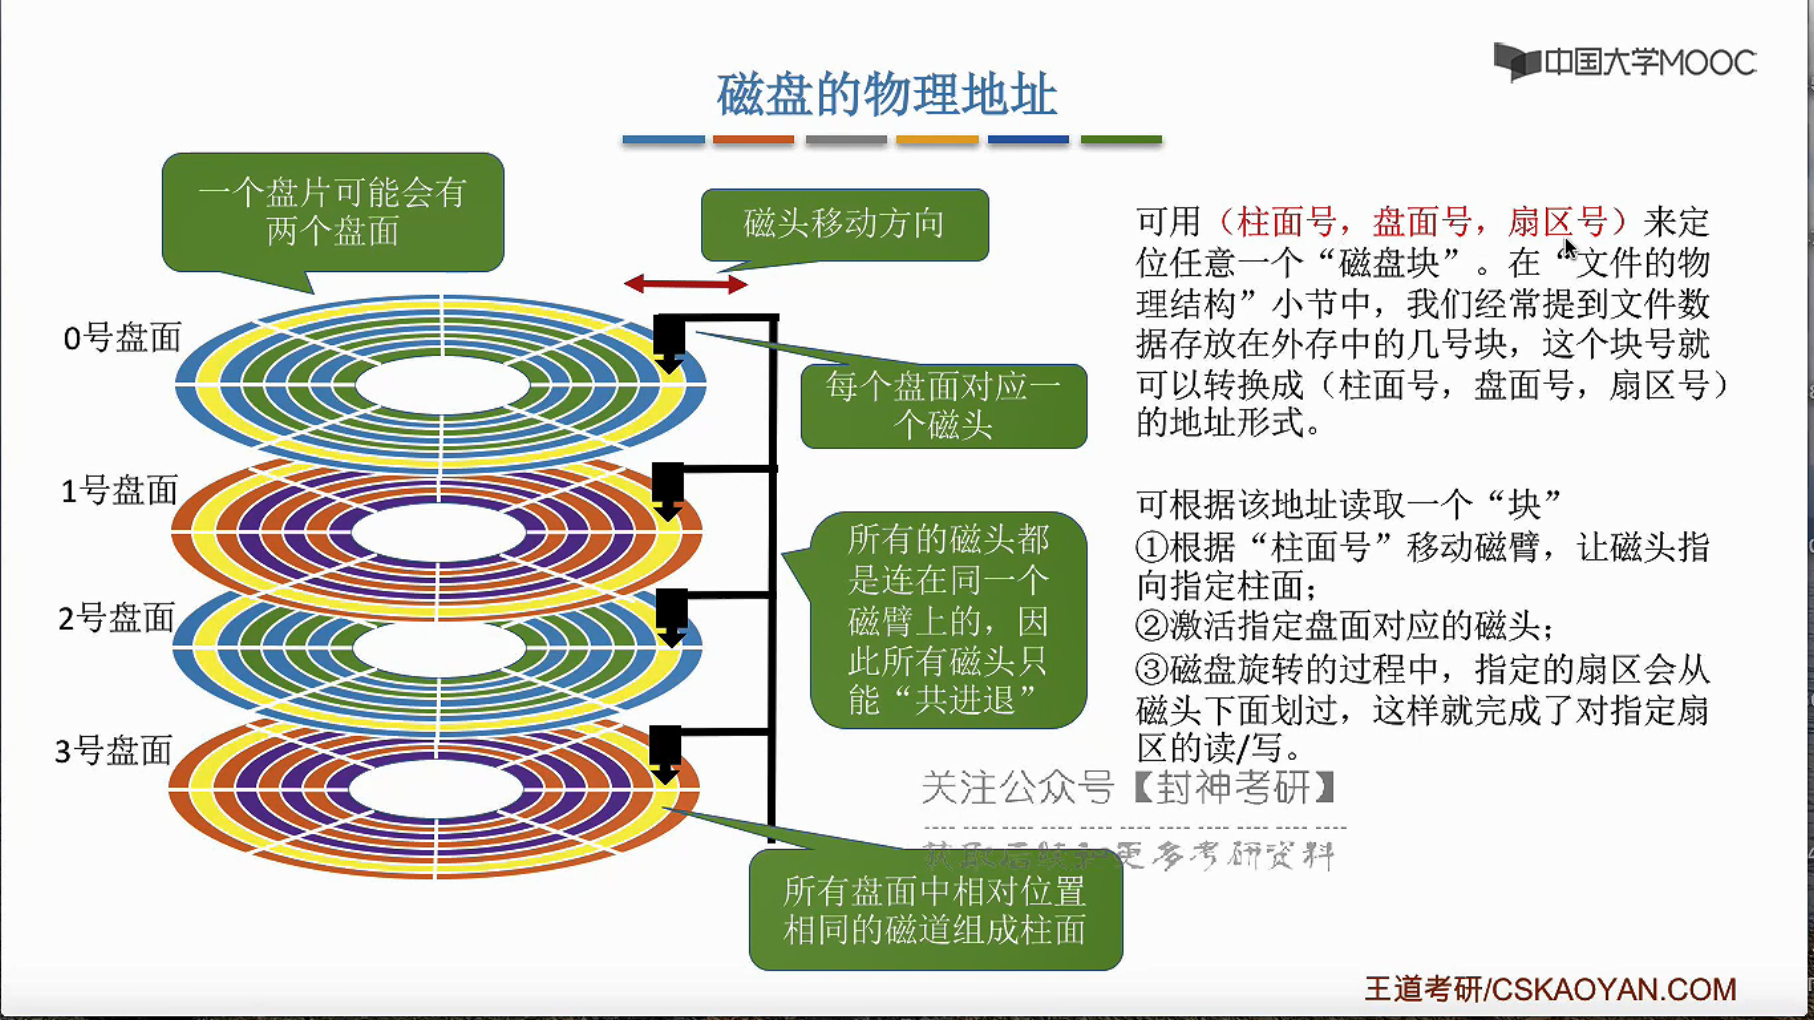 中国大学MOOC
磁盘的物理地址
一个盘片可能会有
两个盘面
磁头移动方向
0号盘面
每个盘面对应一
个磁头
1号盘面
所有的磁头都
是连在同一个
磁臂上的，因
此所有磁头只
能“共进退”
2号盘面
3号盘面
所有盘面中相对位置
相同的磁道组成柱面
可用（柱面号，盘面号，扇区号）来定
位任意一个“磁盘块”。在“文件的物
理结构”小节中，我们经常提到文件数
据存放在外存中的几号块，这个块号就
可以转换成（柱面号，盘面号，扇区号）
的地址形式。
可根据该地址读取一个“块”
①根据“柱面号”移动磁臂，让磁头指
向指定柱面；
②激活指定盘面对应的磁头；
③磁盘旋转的过程中，指定的扇区会从
磁头下面划过，这样就完成了对指定扇
区的读/写。
关注公众号【封神考研】
获取后续和更多考研资料
王道考研/CSKAOYAN.COM